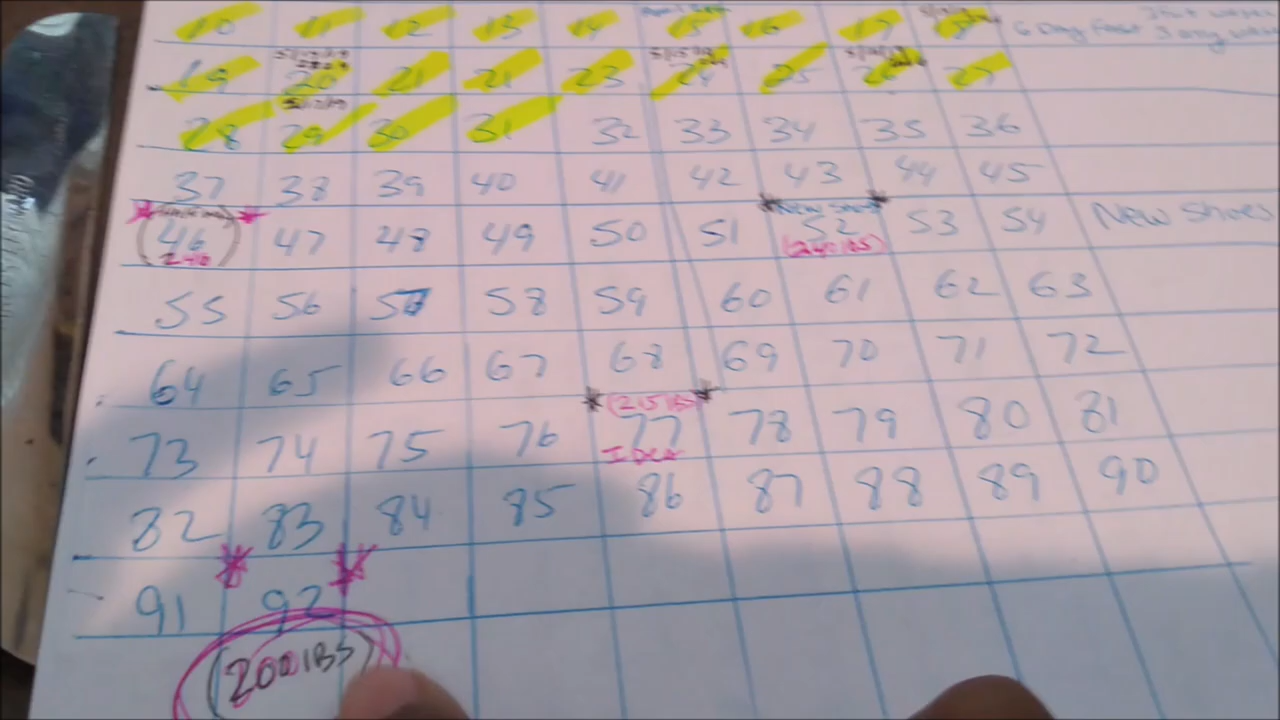 10 11 12 13 14 15 16 17 6 Day Fast
19 20 21 21 23 24 25 27
28 29 30 31 32 33 34 35 36
37 38 39 40 41 42 43 44 45
New Shoes
46 47 48 49 50 51 52 53 54 New Shoes
240 (240 lbs)
55 56 57 58 59 60 61 62 63
64 65 66 67 68 69 70 71 72
(215 lbs)
73 74 75 76 77 78 79 80 81
82 83 84 85 86 87 88 89 90
91 92
(200 lBS)